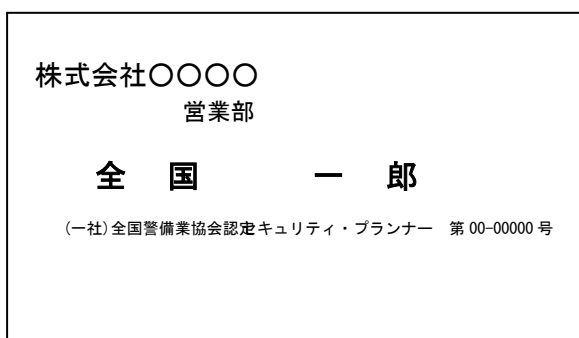 株式会社〇〇〇〇
営業部
全 国 一 郎
(一社)全国警備業協会認定セキュリティ・プランナー 第 00-00000 号